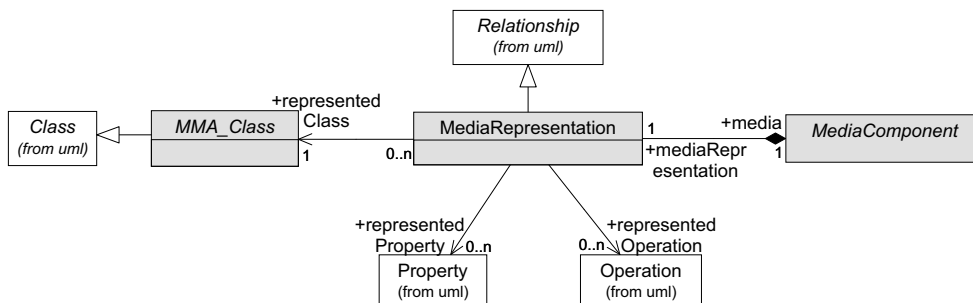 Relationship
(from uml)
+represented
Class
Class
(from uml)
MMA_Class
1
MediaRepresentation
0..n
1
+mediaRepr
esentation
+media
1
MediaComponent
+represented
Property
0..n
+represented
Operation
0..n
Property
(from uml)
Operation
(from uml)